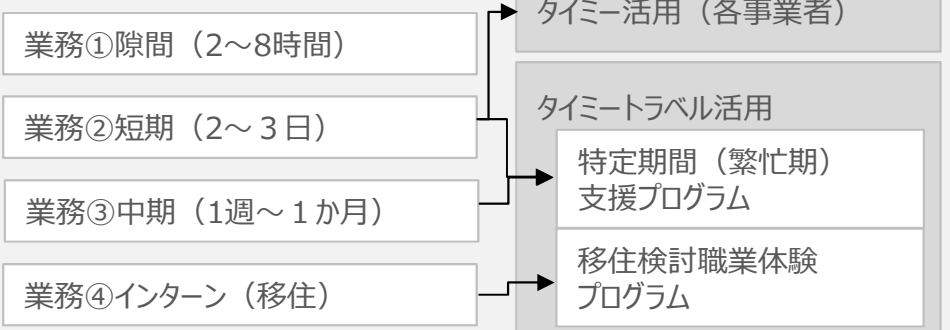 業務①隙間（2～8時間）
業務②短期（2～３日）
業務③中期（1週～１か月）
業務④インターン（移住）
タイミー活用（各事業者）
タイミートラベル活用
特定期間（繁忙期）
支援プログラム
移住検討職業体験
プログラム